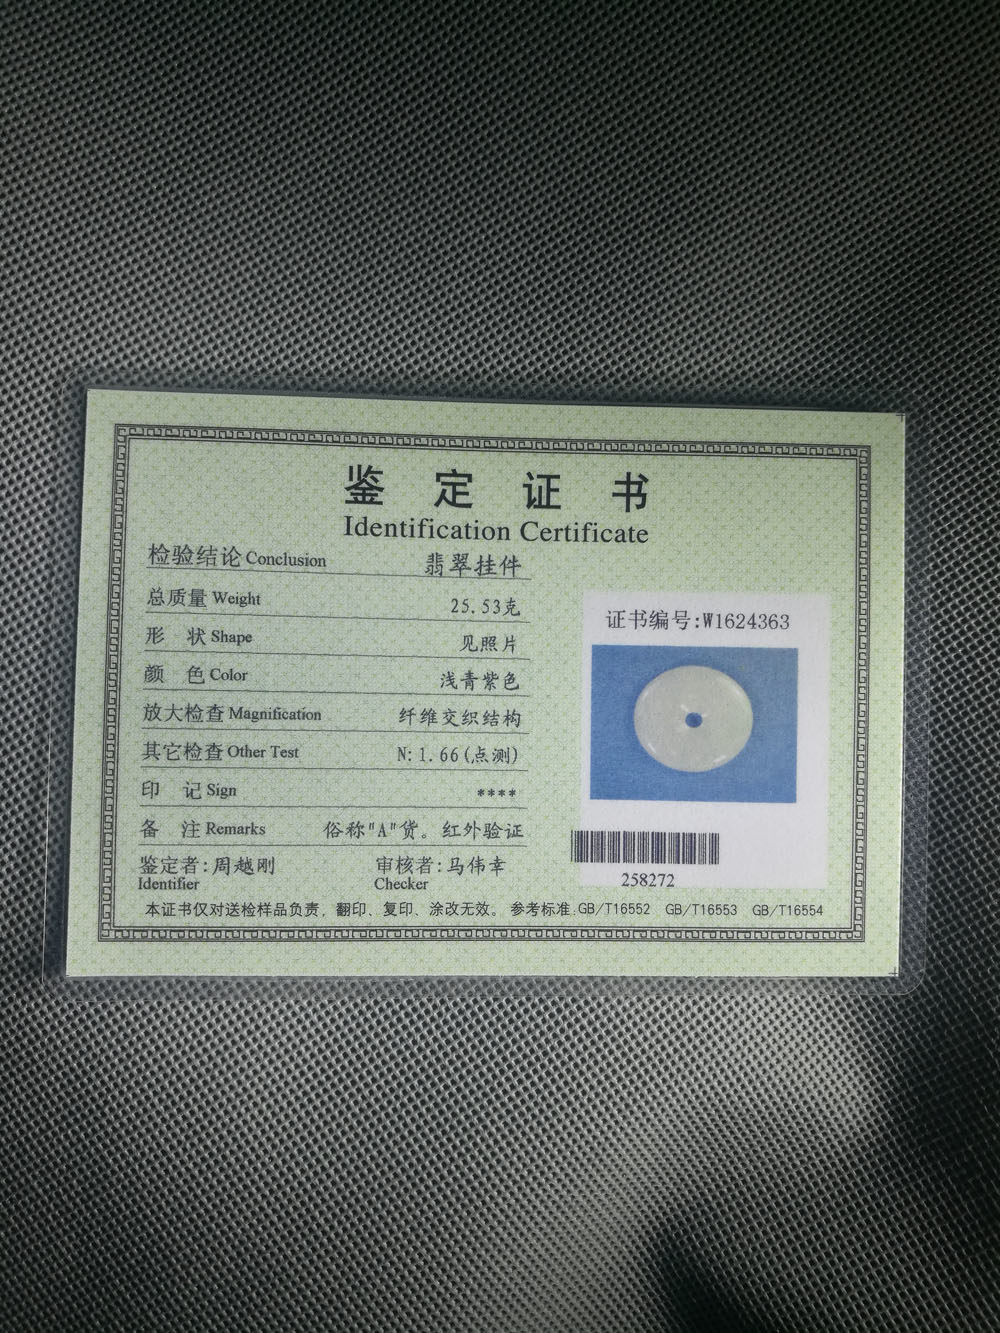 鉴定证书
Identification Certificate
检验结论 Conclusion 翡翠挂件
总质量 Weight 25.53克
形 状 Shape 见照片
颜 色 Color 浅青紫色
放大检查 Magnification 纤维交织结构
其它检查 Other Test N:1.66(点测)
印 记 Sign ****
备 注 Remarks 俗称"A"货。红外验证
鉴定者:周越刚 审核者:马伟幸
Identifier Checker
证书编号:W1624363
258272
本证书仅对送检样品负责，翻印、复印、涂改无效。 参考标准.GB/T16552 GB/T16553 GB/T16554